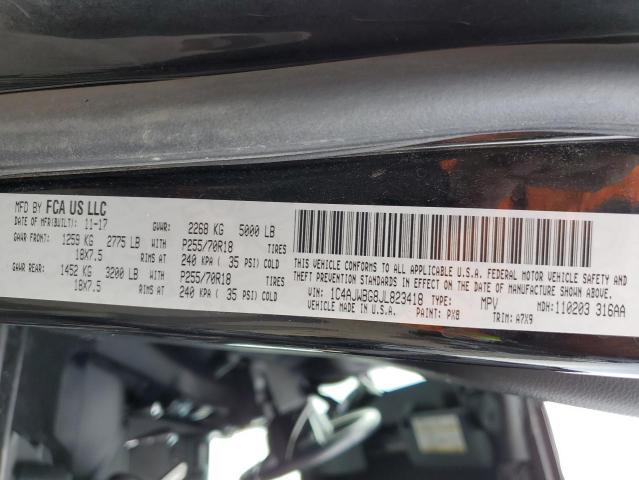 MFD BY FCA US LLC
DATE OF MFR(BUILT): 11-17 GVWR: 2268 KG 5000 LB
GAWR FRONT: 1259 KG 2775 LB WITH P255/70R18 TIRES
18X7.5 RIMS AT 240 KPA ( 35 PSI) COLD
GAWR REAR: 1452 KG 3200 LB WITH P255/70R18 TIRES
18X7.5 RIMS AT 240 KPA ( 35 PSI) COLD
THIS VEHICLE CONFORMS TO ALL APPLICABLE U.S.A. FEDERAL MOTOR VEHICLE SAFETY AND
THEFT PREVENTION STANDARDS IN EFFECT ON THE DATE OF MANUFACTURE SHOWN ABOVE.
VIN: 1C4AJWBG8JL823418 TYPE: MPV MDH:110203 316AA
VEHICLE MADE IN U.S.A. PAINT: PX8 TRIM: A7X9